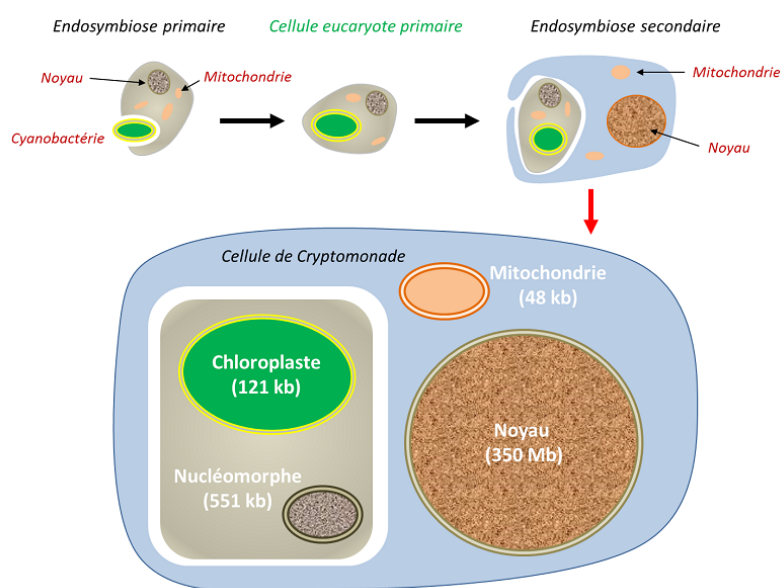 Endosymbiose primaire
Cellule eucaryote primaire
Endosymbiose secondaire
Noyau
Mitochondrie
Cyanobactérie
Mitochondrie
Noyau
Cellule de Cryptomonade
Mitochondrie
(48 kb)
Chloroplaste
(121 kb)
Noyau
(350 Mb)
Nucléomorphe
(551 kb)